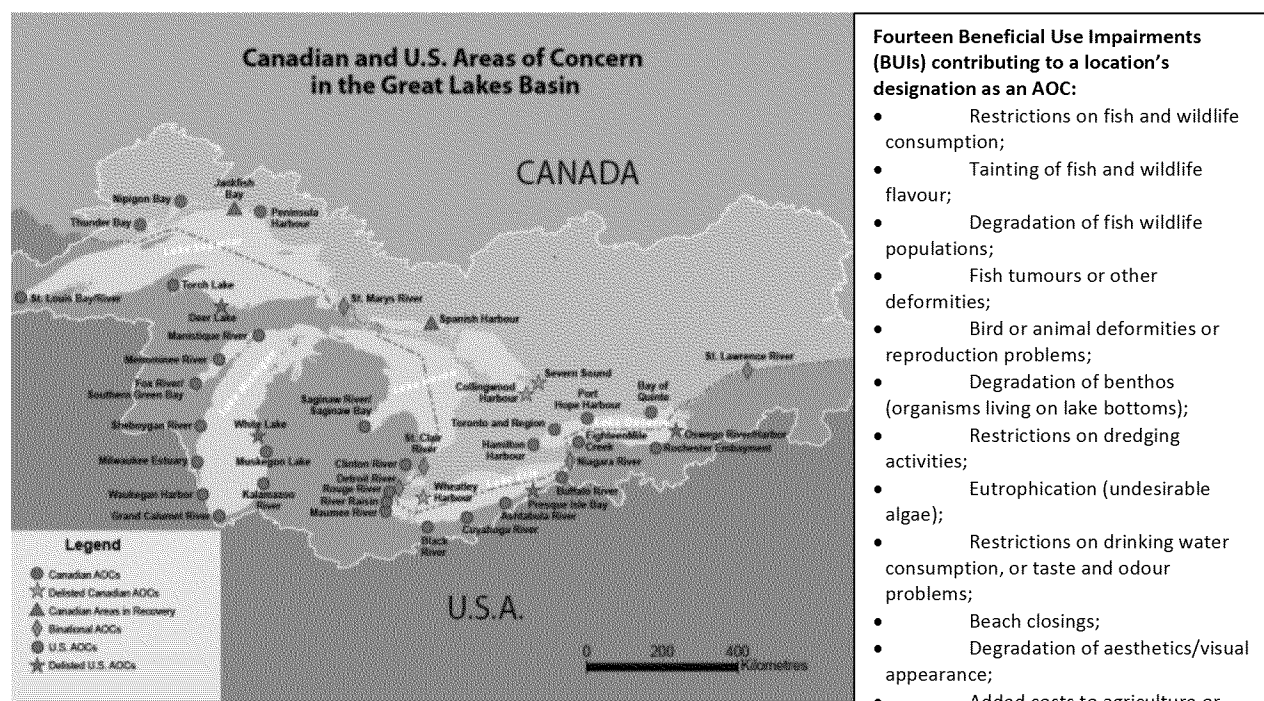 Canadian and U.S. Areas of Concern
in the Great Lakes Basin
CANADA
Jackfish
Bay
Nipigon Bay
Peninsula
Harbour
Thunder Bay
St. Louis Bay/River
Torch Lake
Deer Lake
St. Marys River
Spanish Harbour
Manistique River
Menominee River
Fox River/
Southern Green Bay
Sheboygan River
Milwaukee Estuary
Waukegan Harbor
Grand Calumet River
White Lake
Muskegon Lake
Kalamazoo
River
Saginaw River/
Saginaw Bay
Collingwood
Harbour
Severn Sound
St. Lawrence River
Bay of
Quinte
Port
Hope Harbour
Toronto and Region
Hamilton
Harbour
Eighteenmile
Creek
Oswego River/Harbor
Rochester Embayment
Niagara River
Buffalo River
Presque Isle Bay
Ashtabula River
Cuyahoga River
Black
River
Wheatley
Harbour
St. Clair
River
Clinton River
Detroit River
Rouge River
River Raisin
Maumee River
U.S.A.
Legend
Canadian AOCs
Delisted Canadian AOCs
Canadian Areas in Recovery
Binational AOCs
U.S. AOCs
Delisted U.S. AOCs
0 200 400
Kilometres
Fourteen Beneficial Use Impairments
(BUIs) contributing to a location's
designation as an AOC:
• Restrictions on fish and wildlife
consumption;
• Tainting of fish and wildlife
flavour;
• Degradation of fish wildlife
populations;
• Fish tumours or other
deformities;
• Bird or animal deformities or
reproduction problems;
• Degradation of benthos
(organisms living on lake bottoms);
• Restrictions on dredging
activities;
• Eutrophication (undesirable
algae);
• Restrictions on drinking water
consumption, or taste and odour
problems;
• Beach closings;
• Degradation of aesthetics/visual
appearance;
• Added costs to agriculture or